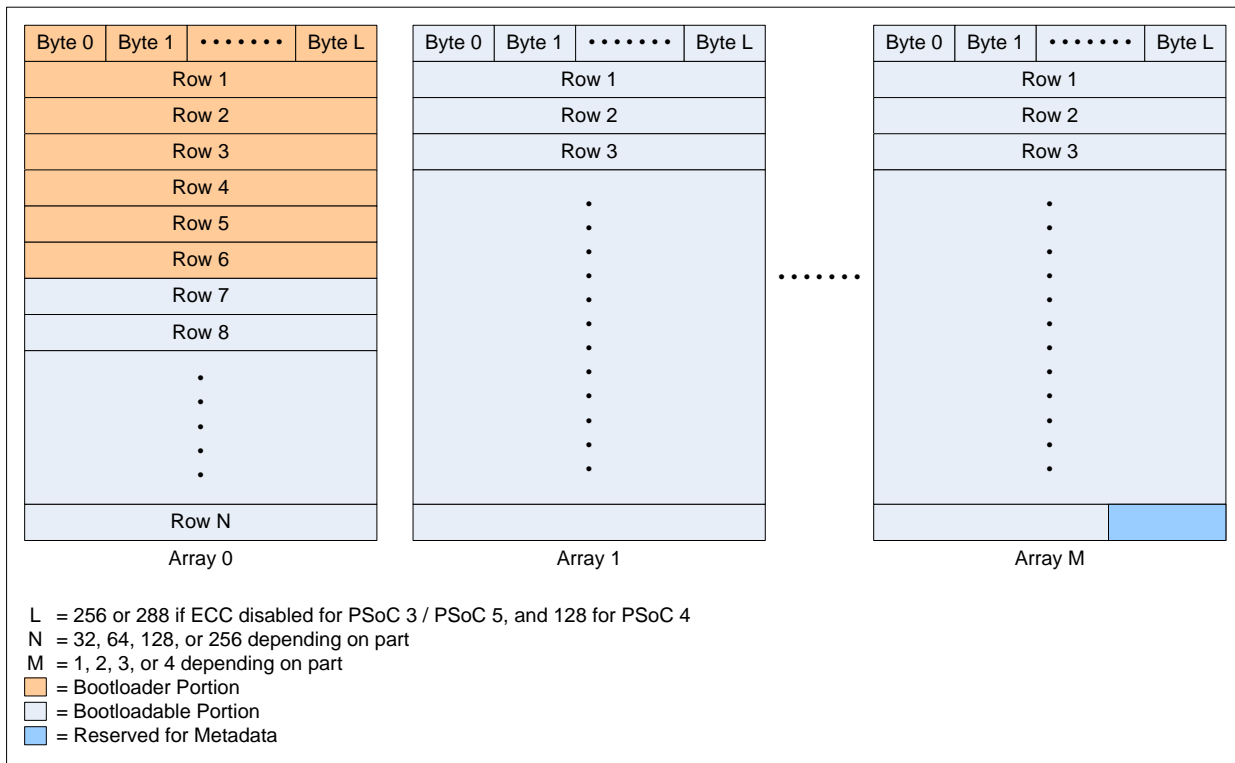 Byte 0 Byte 1 ······· Byte L
Row 1
Row 2
Row 3
Row 4
Row 5
Row 6
Row 7
Row 8
Row N
Array 0
Byte 0 Byte 1 ······· Byte L
Row 1
Row 2
Row 3
Array 1
Byte 0 Byte 1 ······· Byte L
Row 1
Row 2
Row 3
Array M
L = 256 or 288 if ECC disabled for PSoC 3 / PSoC 5, and 128 for PSoC 4
N = 32, 64, 128, or 256 depending on part
M = 1, 2, 3, or 4 depending on part
= Bootloader Portion
= Bootloadable Portion
= Reserved for Metadata